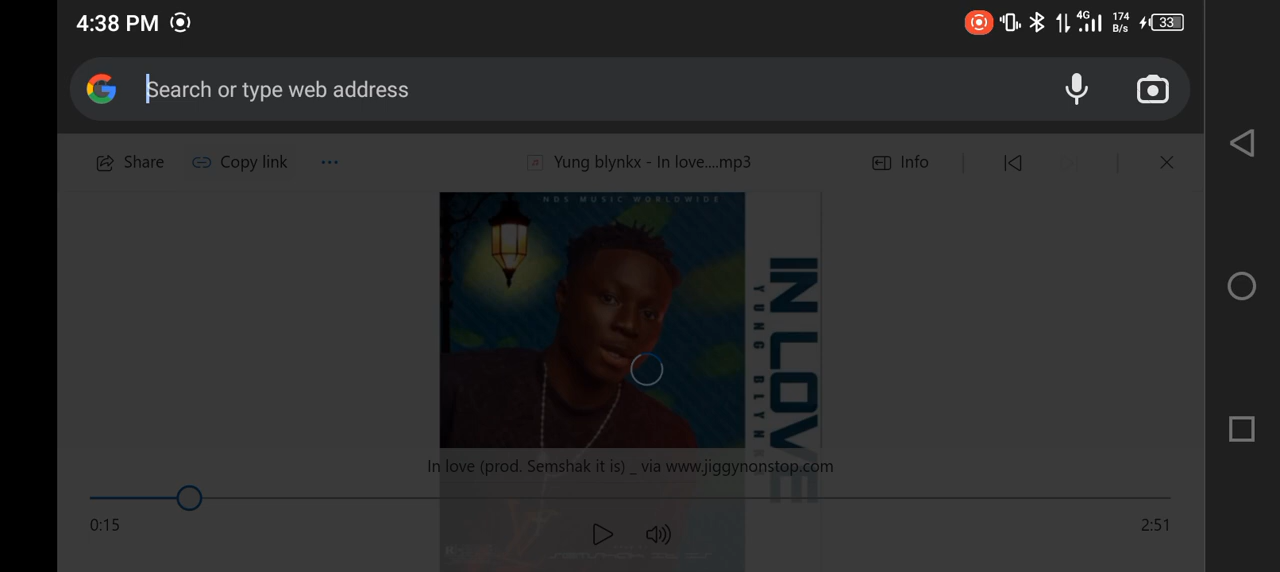 4:38 PM
4G
174
B/s
33
Search or type web address
Share
Copy link
Yung blynkx - In love....mp3
Info
NDS MUSIC WORLDWIDE
IN LOVE
In love (prod. Semshak it is) _ via www.jiggynonstop.com
0:15
2:51